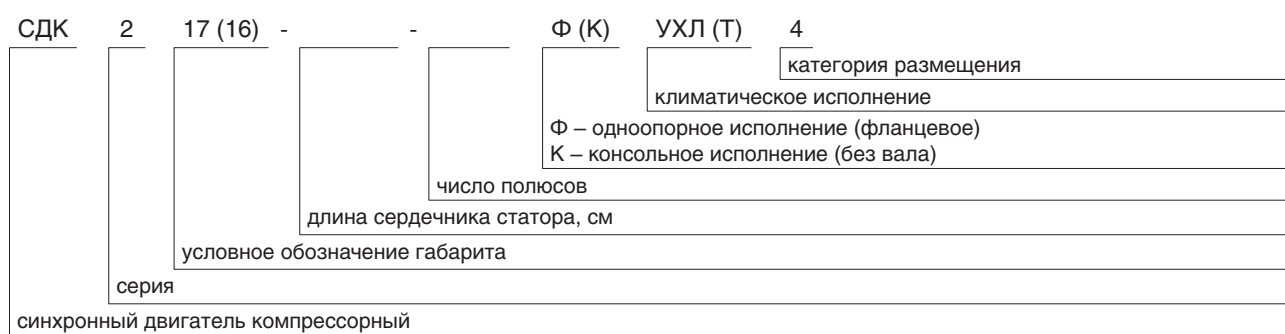 СДК 2 17 (16) - - Ф (К) УХЛ (Т) 4
категория размещения
климатическое исполнение
Ф – одноопорное исполнение (фланцевое)
К – консольное исполнение (без вала)
число полюсов
длина сердечника статора, см
условное обозначение габарита
серия
синхронный двигатель компрессорный